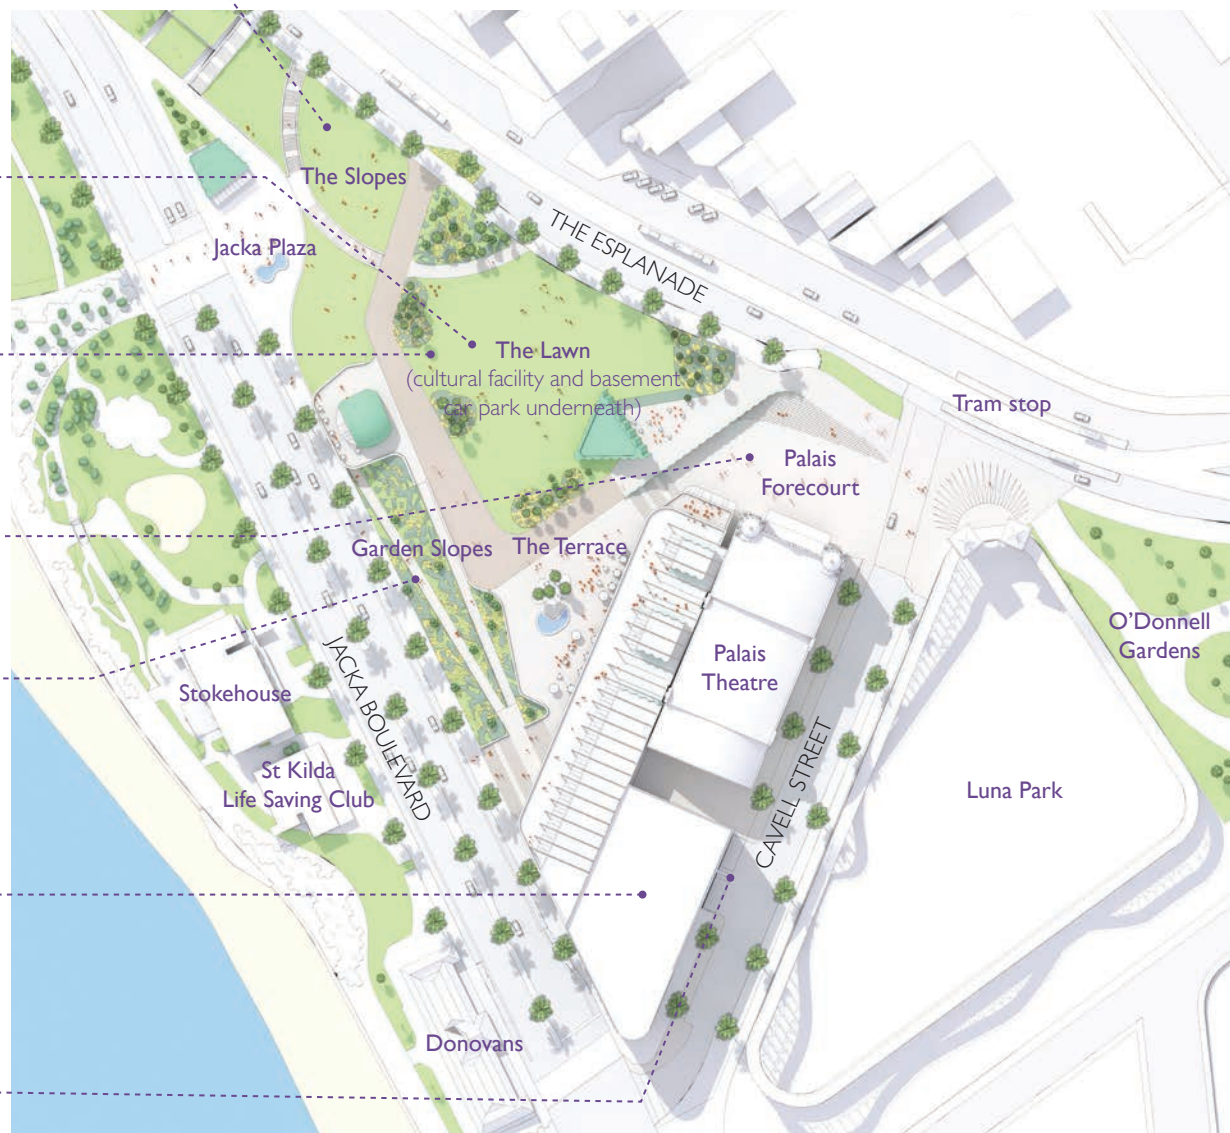 The Slopes
Jacka Plaza
THE ESPLANADE
The Lawn
(cultural facility and basement
car park underneath)
Tram stop
Palais
Forecourt
Garden Slopes
The Terrace
O'Donnell
Gardens
Palais
Theatre
Stokehouse
JACKA BOULEVARD
St Kilda
Life Saving Club
CAVELL STREET
Luna Park
Donovans